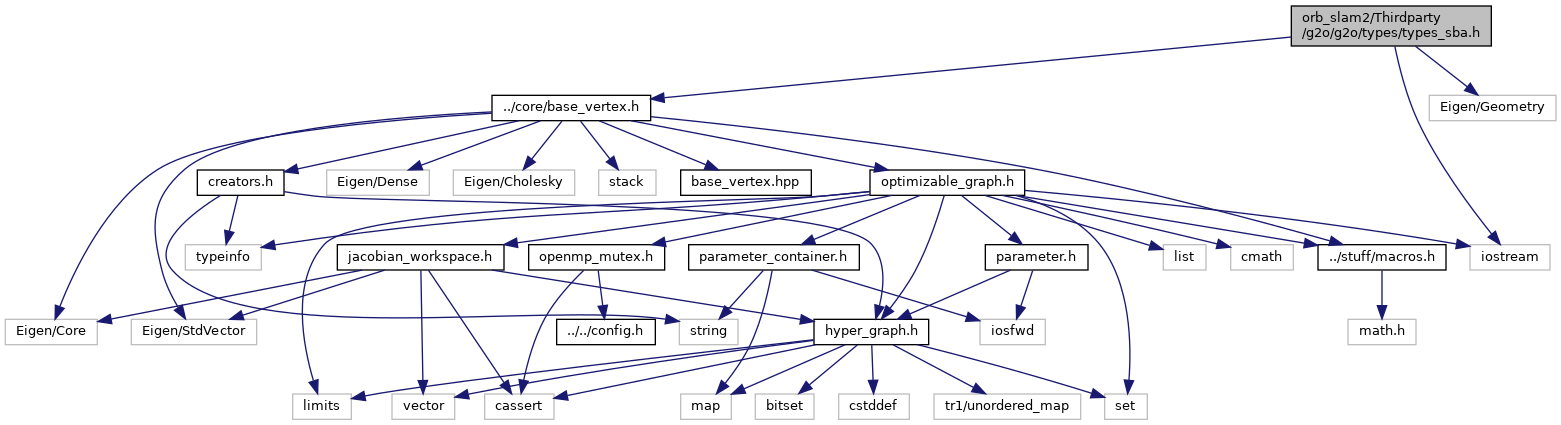 orb_slam2/Thirdparty
/g2o/g2o/types/types_sba.h
../core/base_vertex.h
Eigen/Geometry
creators.h
Eigen/Dense
Eigen/Cholesky
stack
base_vertex.hpp
optimizable_graph.h
typeinfo
jacobian_workspace.h
openmp_mutex.h
parameter_container.h
parameter.h
list
cmath
../stuff/macros.h
iostream
Eigen/Core
Eigen/StdVector
../../config.h
string
hyper_graph.h
iosfwd
math.h
limits
vector
cassert
map
bitset
cstddef
tr1/unordered_map
set